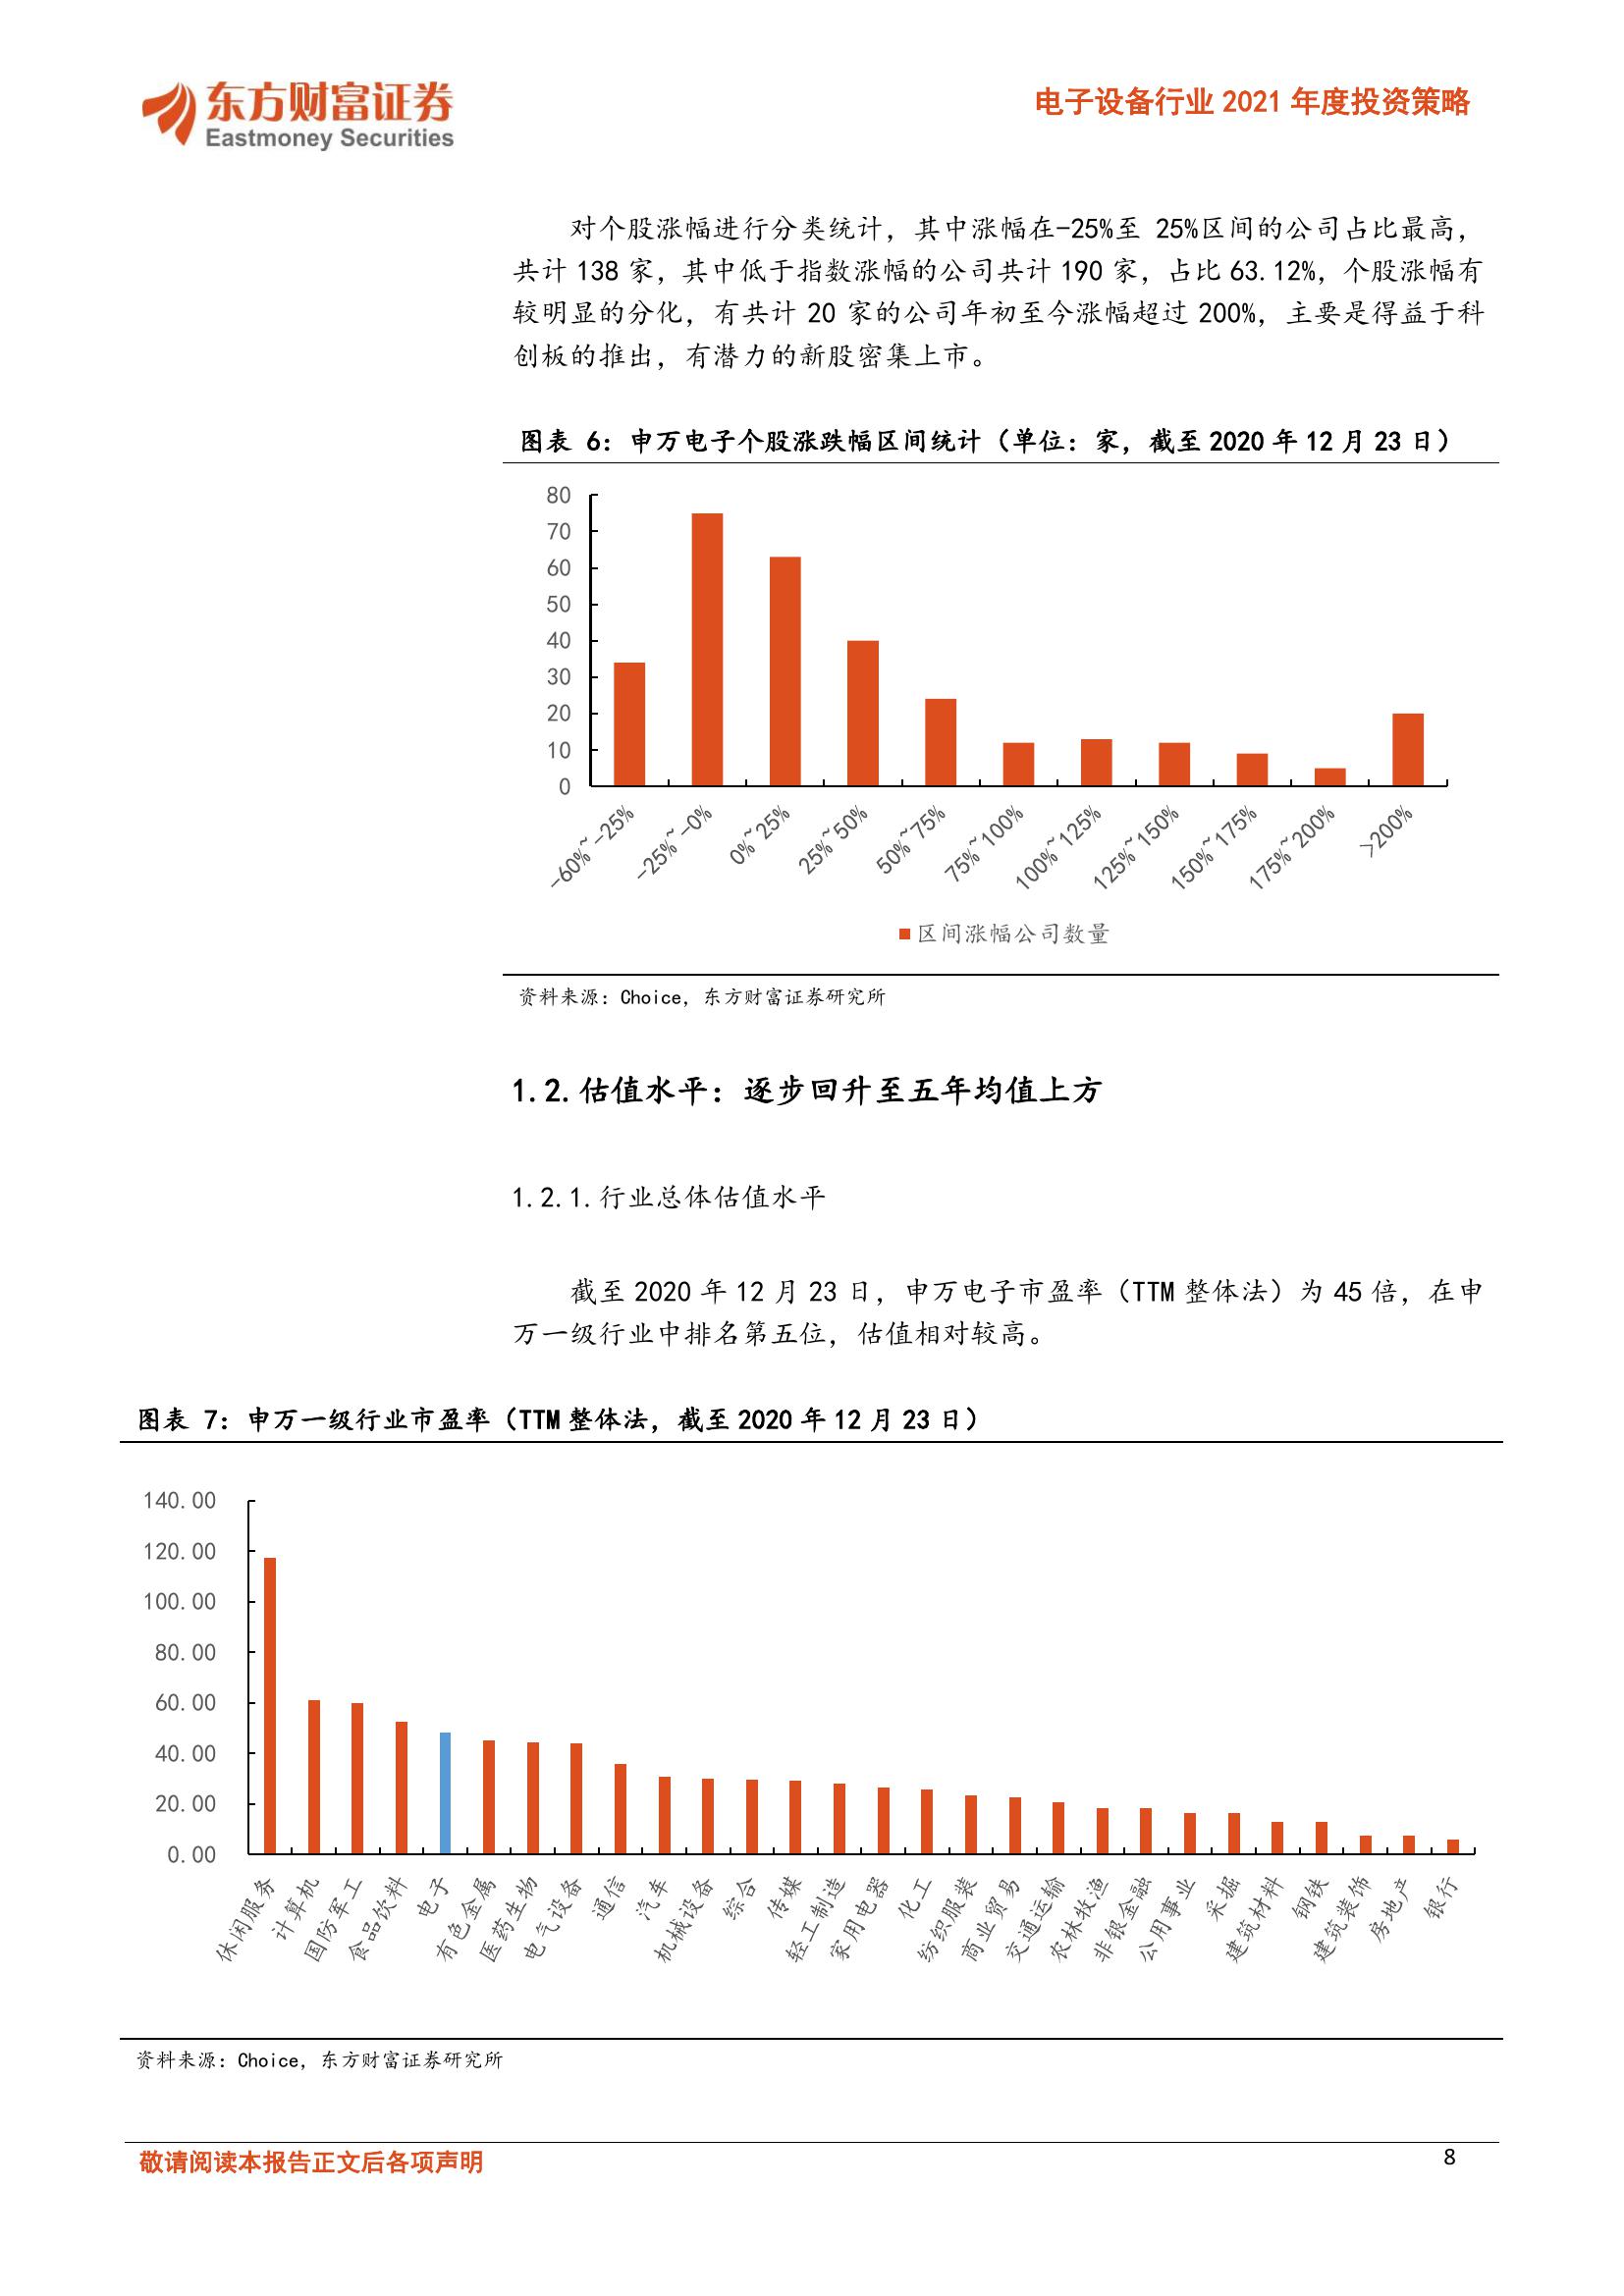 东方财富证券
Eastmoney Securities
电子设备行业 2021 年度投资策略
对个股涨幅进行分类统计，其中涨幅在-25%至 25%区间的公司占比最高，
共计 138 家，其中低于指数涨幅的公司共计 190 家，占比 63.12%，个股涨幅有
较明显的分化，有共计 20 家的公司年初至今涨幅超过 200%，主要是得益于科
创板的推出，有潜力的新股密集上市。
图表 6：申万电子个股涨跌幅区间统计（单位：家，截至 2020 年 12 月 23 日）
80
70
60
50
40
30
20
10
0
-60%~-25%
-25%~-0%
0%~25%
25%~50%
50%~75%
75%~100%
100%~125%
125%~150%
150%~175%
175%~200%
>200%
区间涨幅公司数量
资料来源：Choice，东方财富证券研究所
1.2.估值水平：逐步回升至五年均值上方
1.2.1.行业总体估值水平
截至 2020 年 12 月 23 日，申万电子市盈率（TTM 整体法）为 45 倍，在申
万一级行业中排名第五位，估值相对较高。
图表 7：申万一级行业市盈率（TTM 整体法，截至 2020 年 12 月 23 日）
140.00
120.00
100.00
80.00
60.00
40.00
20.00
0.00
休闲服务
计算机
国防军工
食品饮料
电子
有色金属
医药生物
电气设备
通信
汽车
机械设备
综合
传媒
轻工制造
家用电器
化工
纺织服装
商业贸易
交通运输
农林牧渔
非银金融
公用事业
采掘
建筑材料
钢铁
建筑装饰
房地产
银行
资料来源：Choice，东方财富证券研究所
敬请阅读本报告正文后各项声明
8